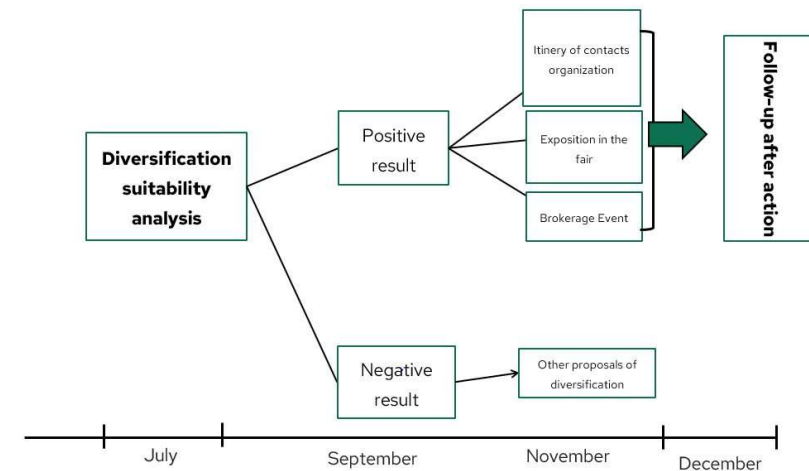 Diversification
suitability
analysis
Positive
result
Itinery of contacts
organization
Exposition in the
fair
Brokerage Event
Follow-up after action
Negative
result
Other proposals of
diversification
July
September
November
December